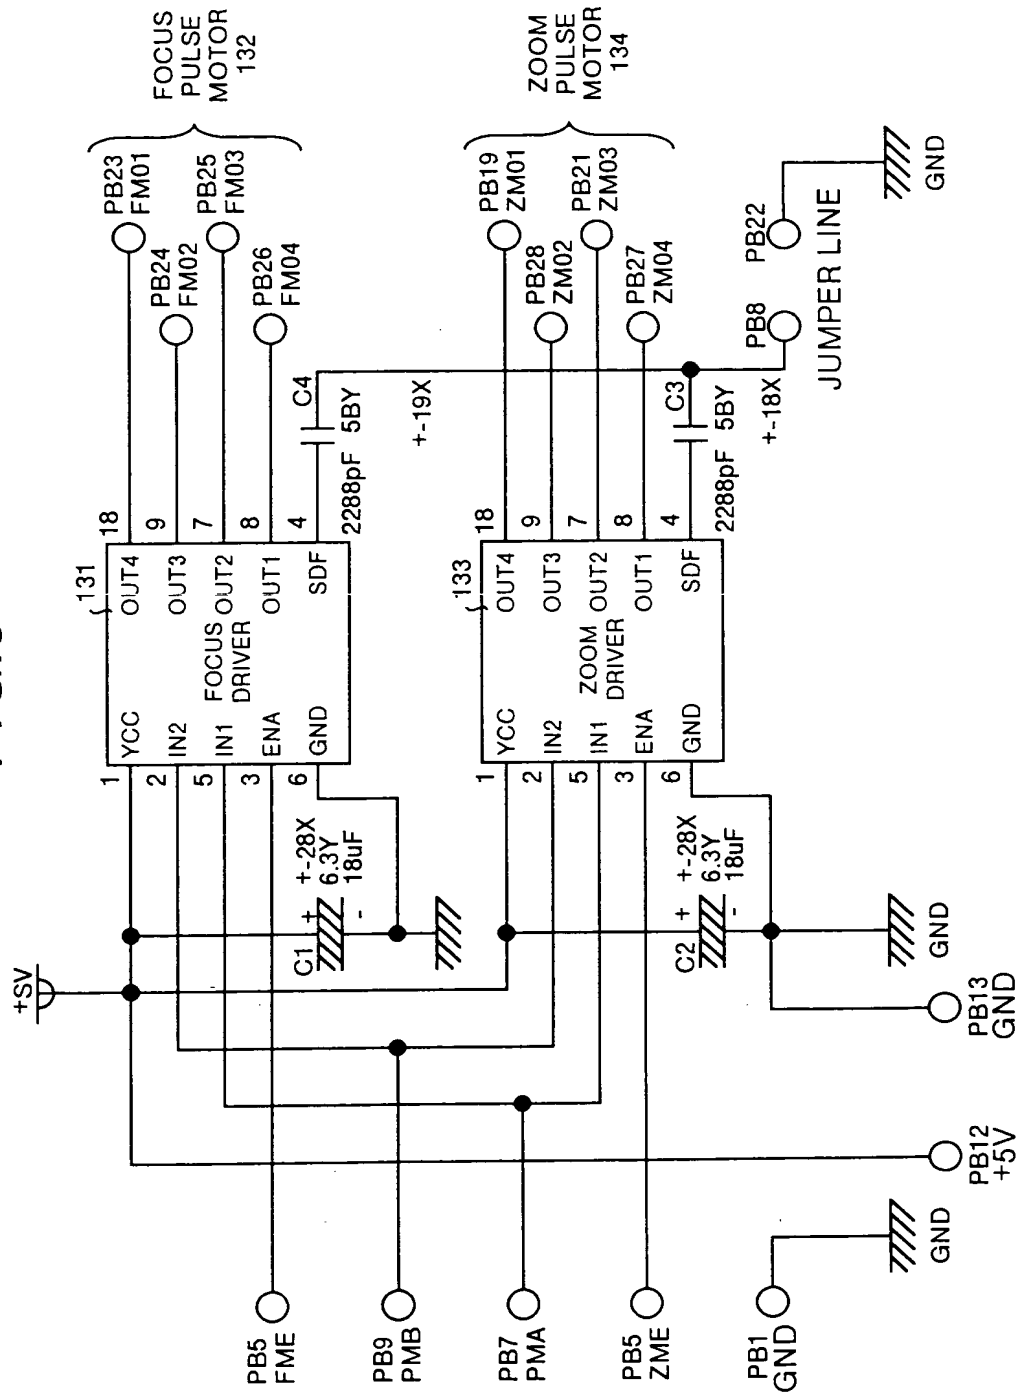 +SV
FOCUS
PULSE
MOTOR
132
PB23
FM01
PB24
FM02
PB25
FM03
PB26
FM04
131
1 YCC OUT4 18
2 IN2 OUT3 9
5 IN1 OUT2 7
3 ENA OUT1 8
6 GND SDF 4
FOCUS
DRIVER
C4
2288pF 5BY
+-19X
C1 + -
+-28X
6.3Y
18uF
ZOOM
PULSE
MOTOR
134
PB19
ZM01
PB28
ZM02
PB21
ZM03
PB27
ZM04
133
1 YCC OUT4 18
2 IN2 OUT3 9
5 IN1 OUT2 7
3 ENA OUT1 8
6 GND SDF 4
ZOOM
DRIVER
C3
2288pF 5BY
+-18X
C2 + -
+-28X
6.3Y
18uF
PB5
FME
PB9
PMB
PB7
PMA
PB5
ZME
PB1
GND
GND
PB12
+5V
PB13
GND
GND
PB8
PB22
JUMPER LINE
GND